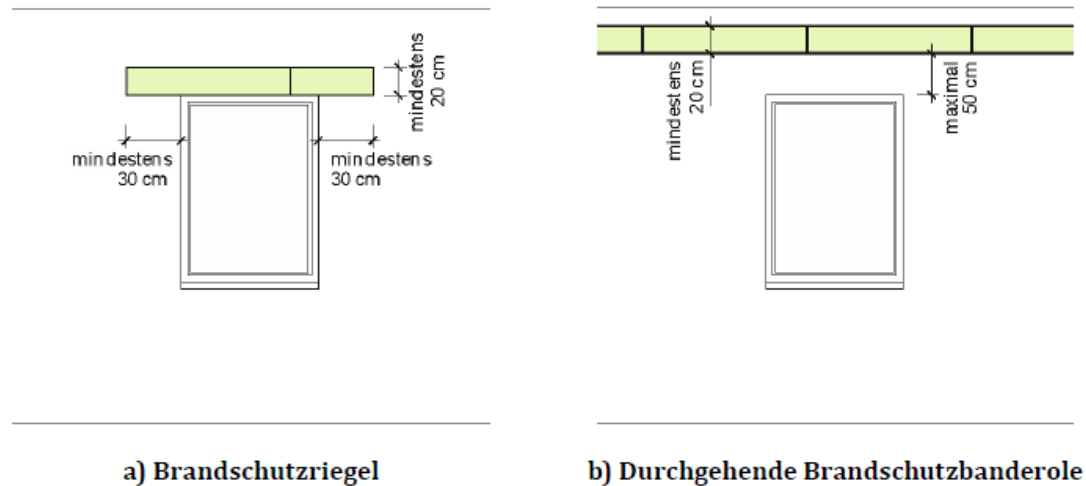 mindestens
20 cm
mindestens
30 cm
mindestens
30 cm
a) Brandschutzriegel
mindestens
20 cm
maximal
50 cm
b) Durchgehende Brandschutzbanderole